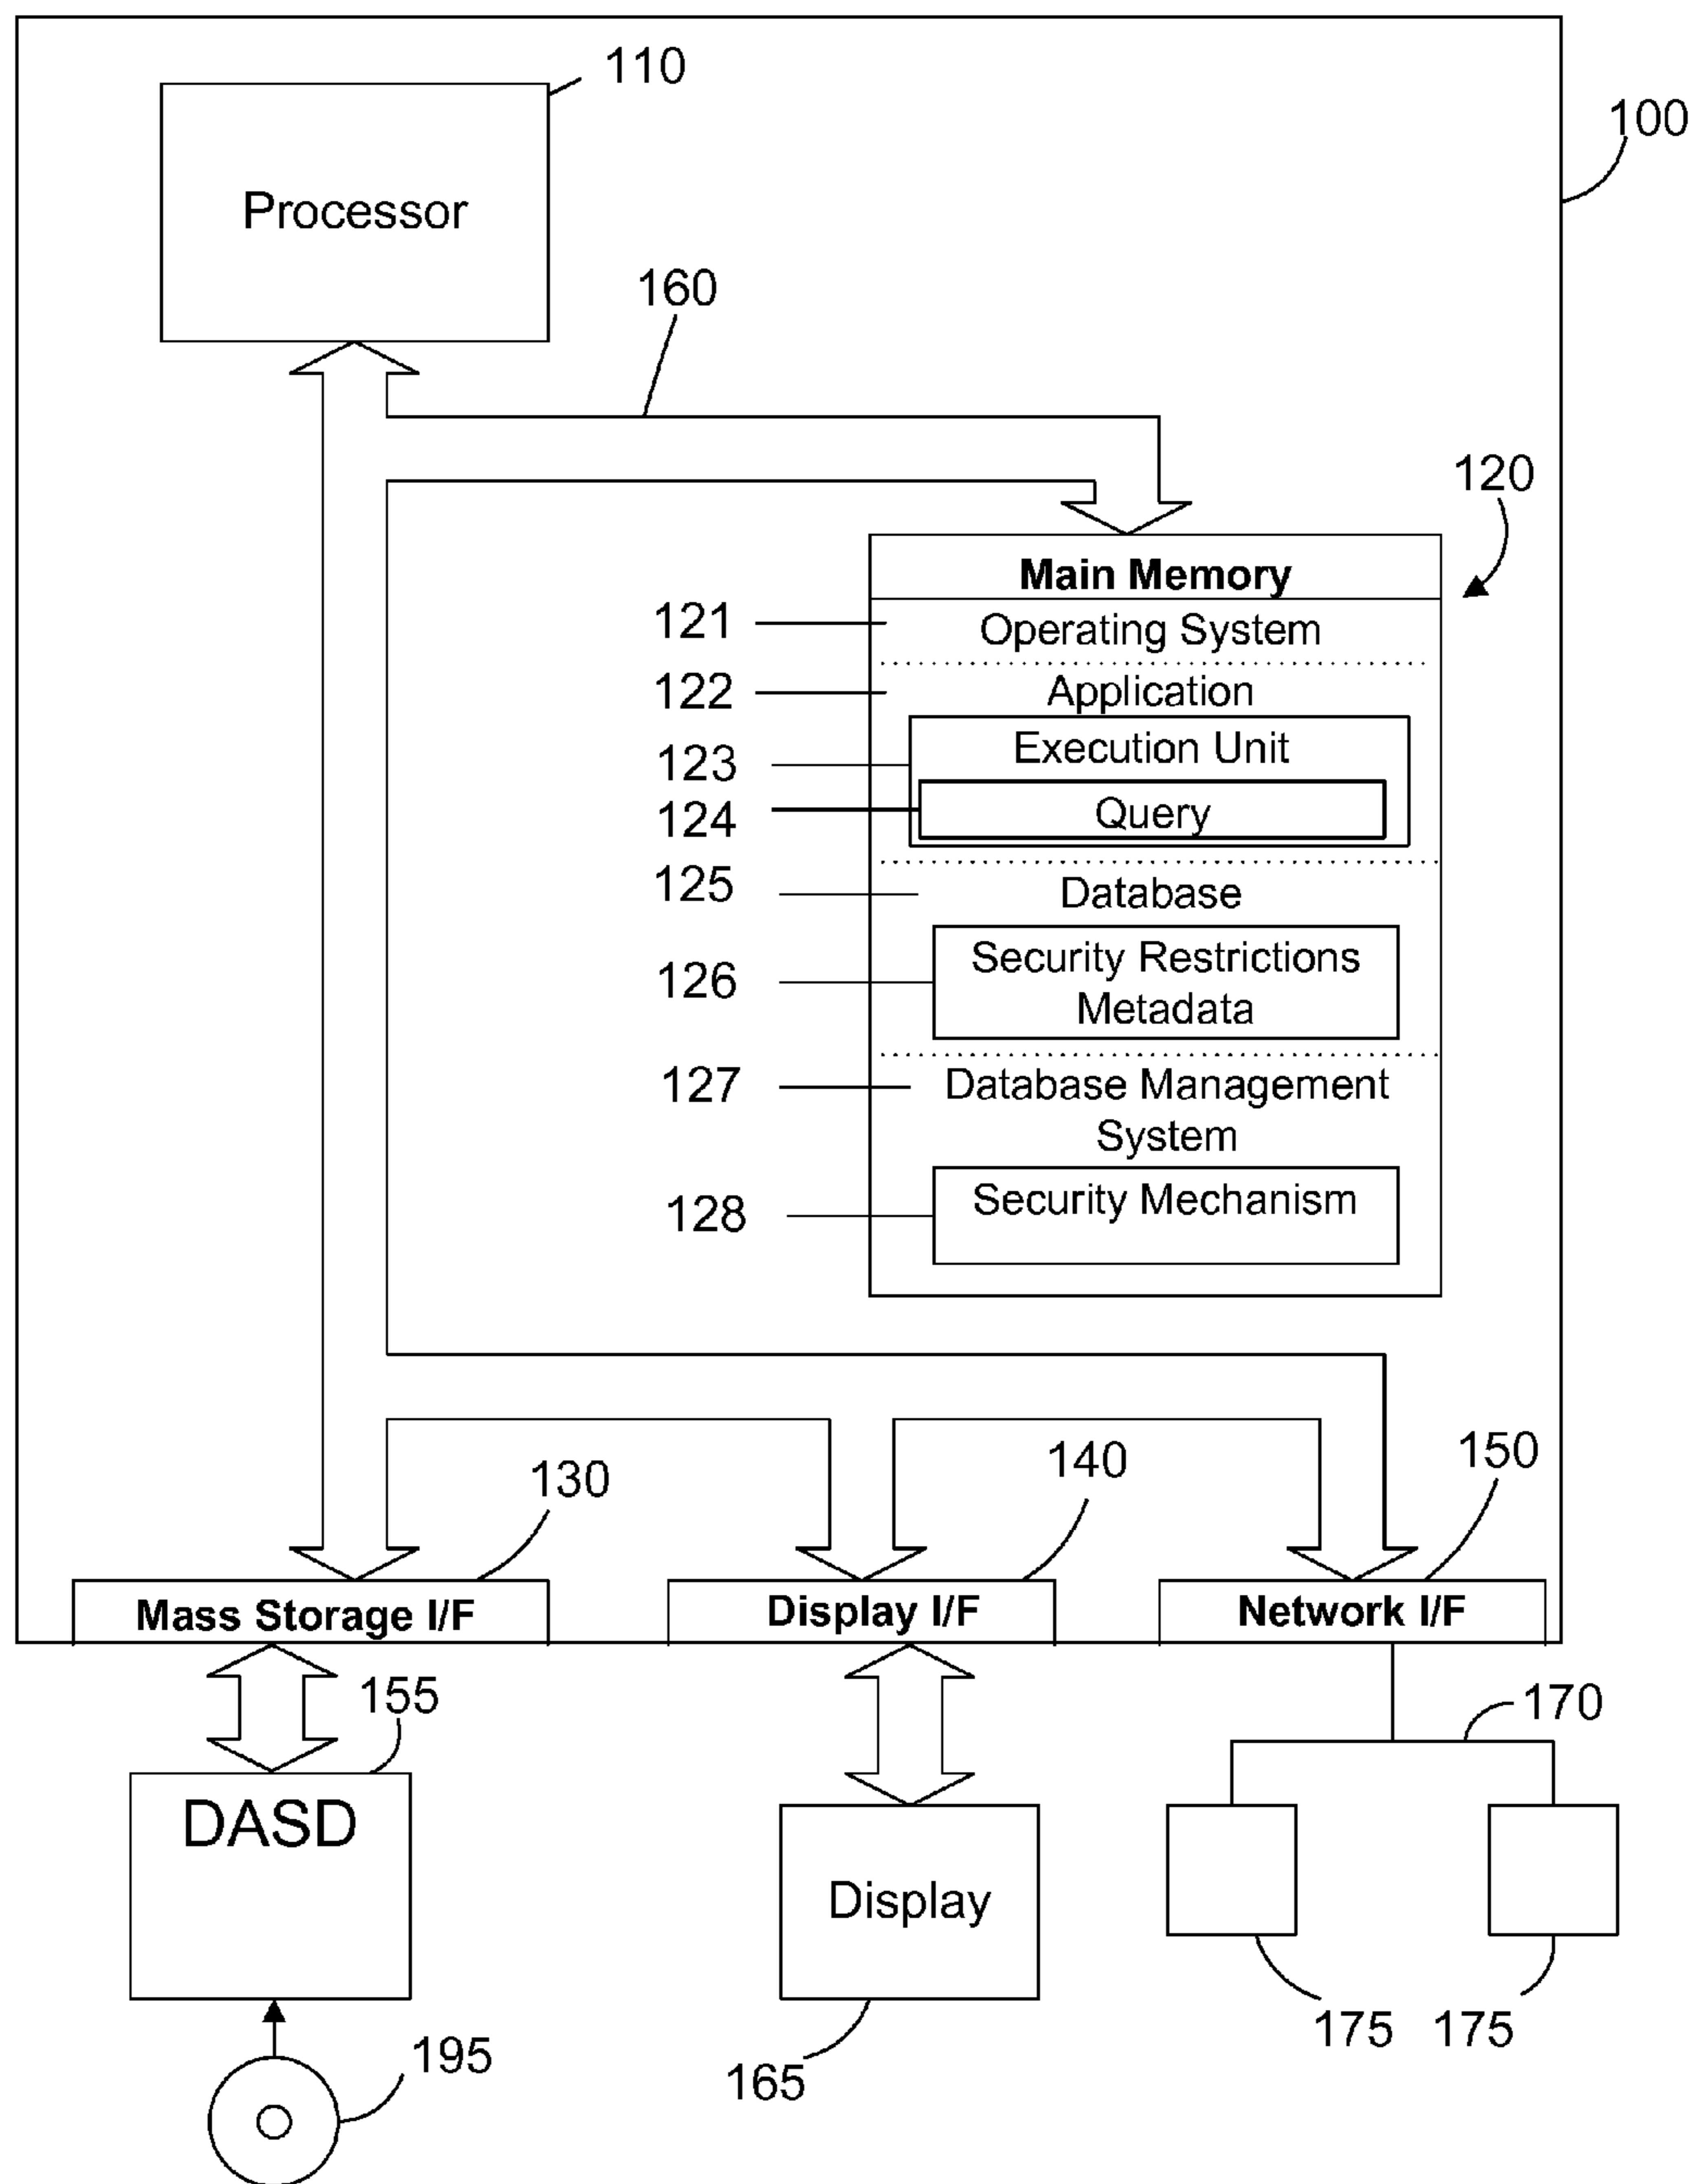 110
100
Processor
160
120
Main Memory
121
Operating System
122
Application
123
Execution Unit
124
Query
125
Database
126
Security Restrictions
Metadata
127
Database Management
System
128
Security Mechanism
130
140
150
Mass Storage I/F
Display I/F
Network I/F
155
170
DASD
Display
175
175
195
165